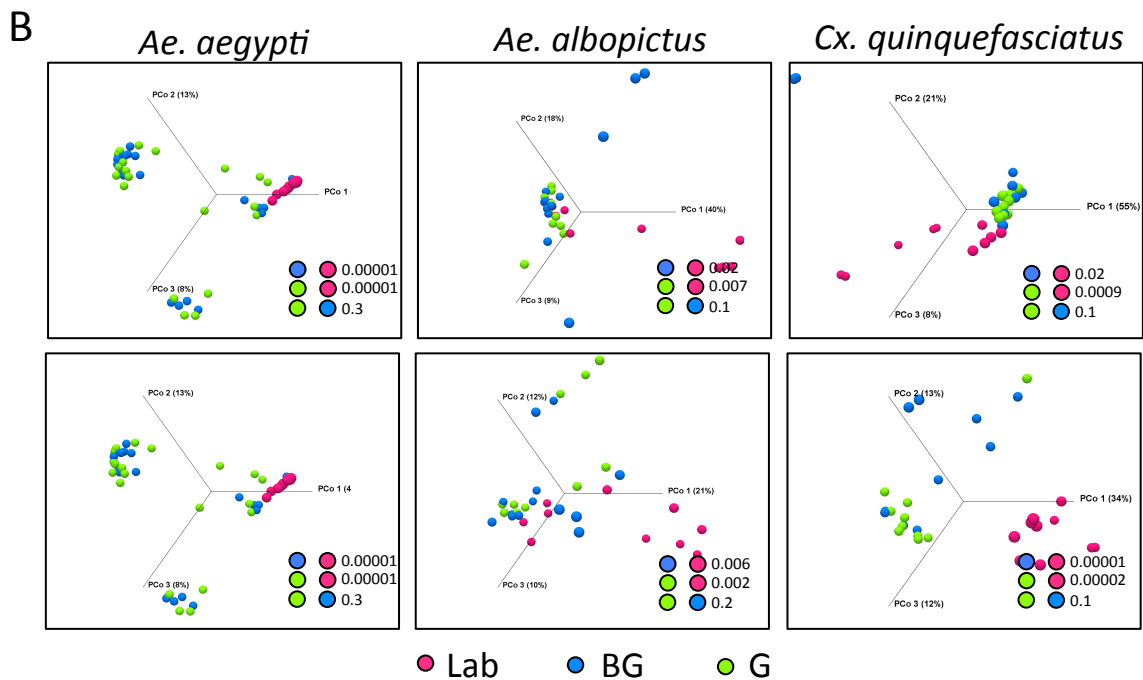 B
Ae. aegypti
Ae. albopictus
Cx. quinquefasciatus
PCo 2 (13%)
PCo 1
PCo 3 (8%)
0.00001
0.00001
0.3
PCo 2 (18%)
PCo 1 (40%)
PCo 3 (9%)
0.02
0.007
0.1
PCo 2 (21%)
PCo 1 (55%)
PCo 3 (8%)
0.02
0.0009
0.1
PCo 2 (13%)
PCo 1 (4
PCo 3 (8%)
0.00001
0.00001
0.3
PCo 2 (12%)
PCo 1 (21%)
PCo 3 (10%)
0.006
0.002
0.2
PCo 2 (13%)
PCo 1 (34%)
PCo 3 (12%)
0.00001
0.00002
0.1
Lab BG G